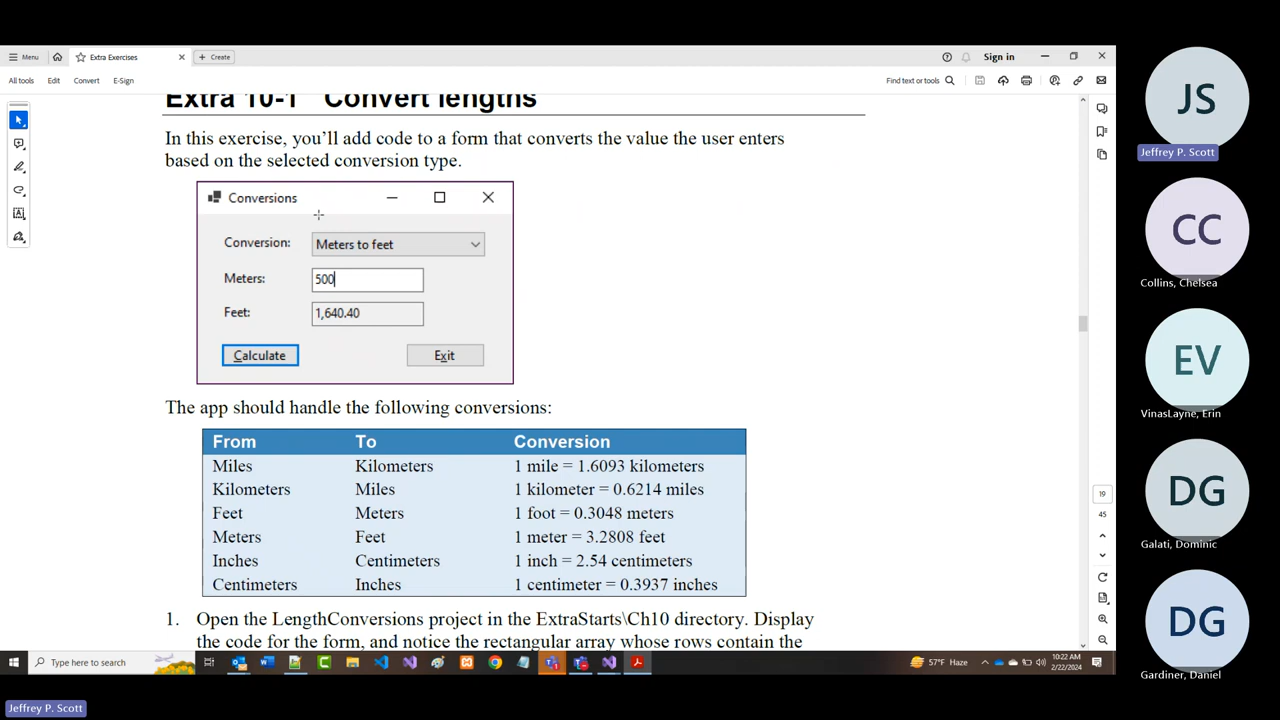 Menu
Extra Exercises
Create
Sign in
All tools
Edit
Convert
E-Sign
Find text or tools
Extra 10-1 Convert lengths
In this exercise, you'll add code to a form that converts the value the user enters
based on the selected conversion type.
Conversions
Conversion:
Meters to feet
Meters:
500
Feet:
1,640.40
Calculate
Exit
The app should handle the following conversions:
From To Conversion
Miles Kilometers 1 mile = 1.6093 kilometers
Kilometers Miles 1 kilometer = 0.6214 miles
Feet Meters 1 foot = 0.3048 meters
Meters Feet 1 meter = 3.2808 feet
Inches Centimeters 1 inch = 2.54 centimeters
Centimeters Inches 1 centimeter = 0.3937 inches
1. Open the LengthConversions project in the ExtraStarts\Ch10 directory. Display
the code for the form, and notice the rectangular array whose rows contain the
19
45
Type here to search
57°F Haze
10:22 AM
2/22/2024
JS
Jeffrey P. Scott
CC
Collins, Chelsea
EV
VinasLayne, Erin
DG
Galati, Dominic
DG
Gardiner, Daniel
Jeffrey P. Scott